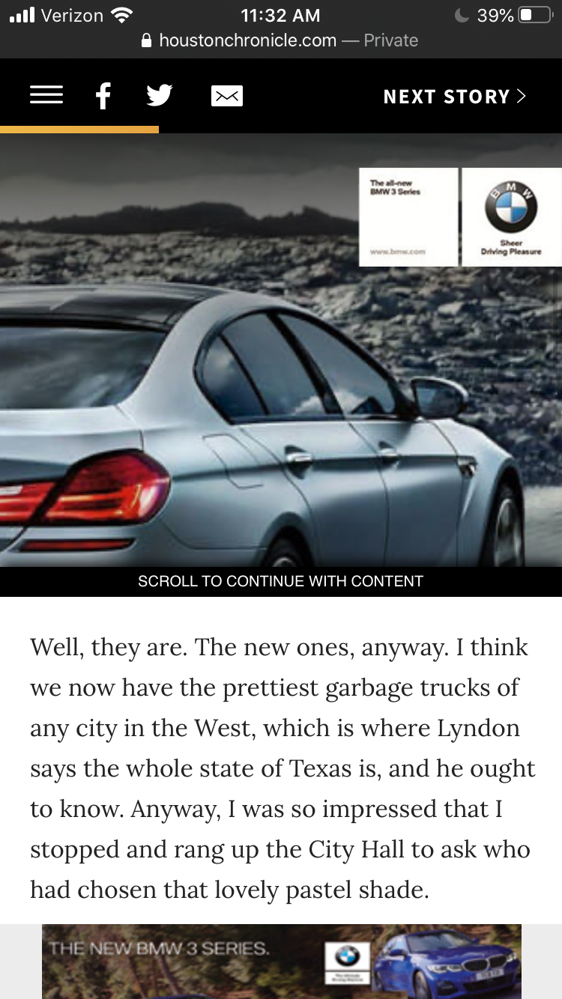 Verizon 11:32 AM 39%
houstonchronicle.com — Private
NEXT STORY
The all-new
BMW 3 Series
www.bmw.com
BMW
Sheer
Driving Pleasure
SCROLL TO CONTINUE WITH CONTENT
Well, they are. The new ones, anyway. I think
we now have the prettiest garbage trucks of
any city in the West, which is where Lyndon
says the whole state of Texas is, and he ought
to know. Anyway, I was so impressed that I
stopped and rang up the City Hall to ask who
had chosen that lovely pastel shade.
THE NEW BMW 3 SERIES.